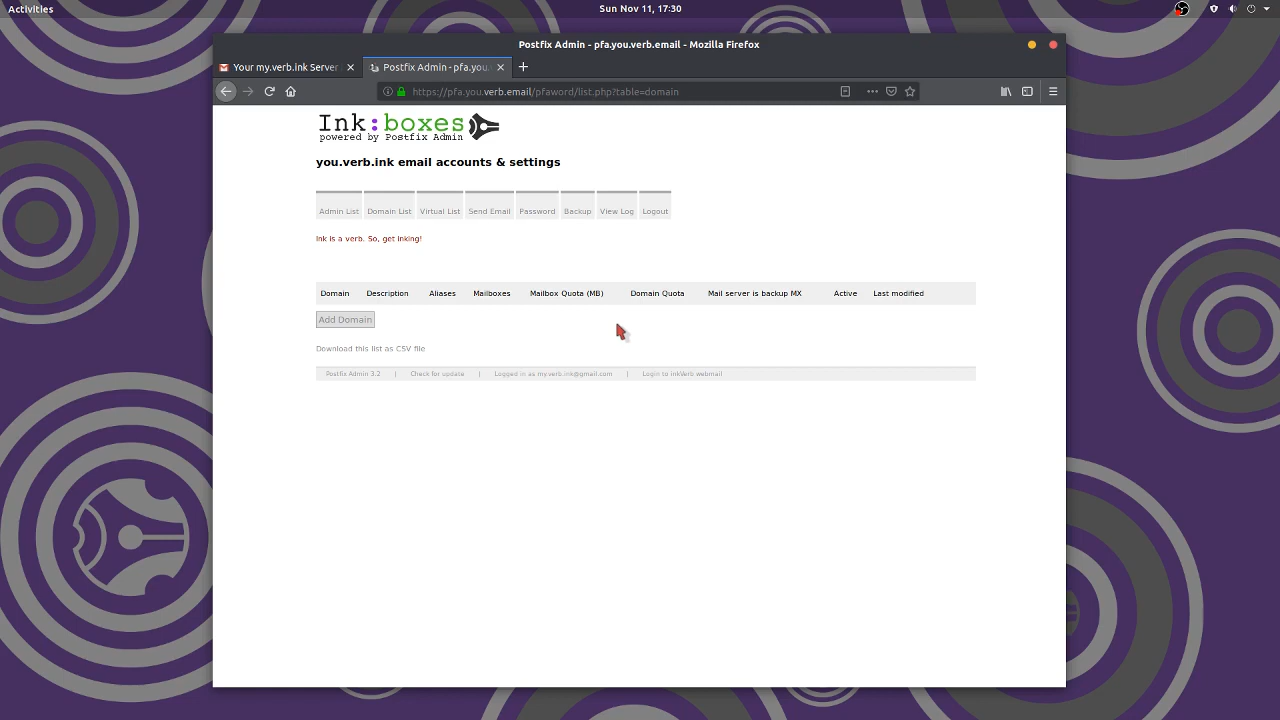 Activities
Sun Nov 11, 17:30
Postfix Admin - pfa.you.verb.email - Mozilla Firefox
Your my.verb.ink Server
Postfix Admin - pfa.you.
https://pfa.you.verb.email/pfaword/list.php?table=domain
Ink:boxes
powered by Postfix Admin
you.verb.ink email accounts & settings
Admin List Domain List Virtual List Send Email Password Backup View Log Logout
Ink is a verb. So, get inking!
Domain Description Aliases Mailboxes Mailbox Quota (MB) Domain Quota Mail server is backup MX Active Last modified
Add Domain
Download this list as CSV file
Postfix Admin 3.2 | Check for update | Logged in as my.verb.ink@gmail.com | Login to inkVerb webmail